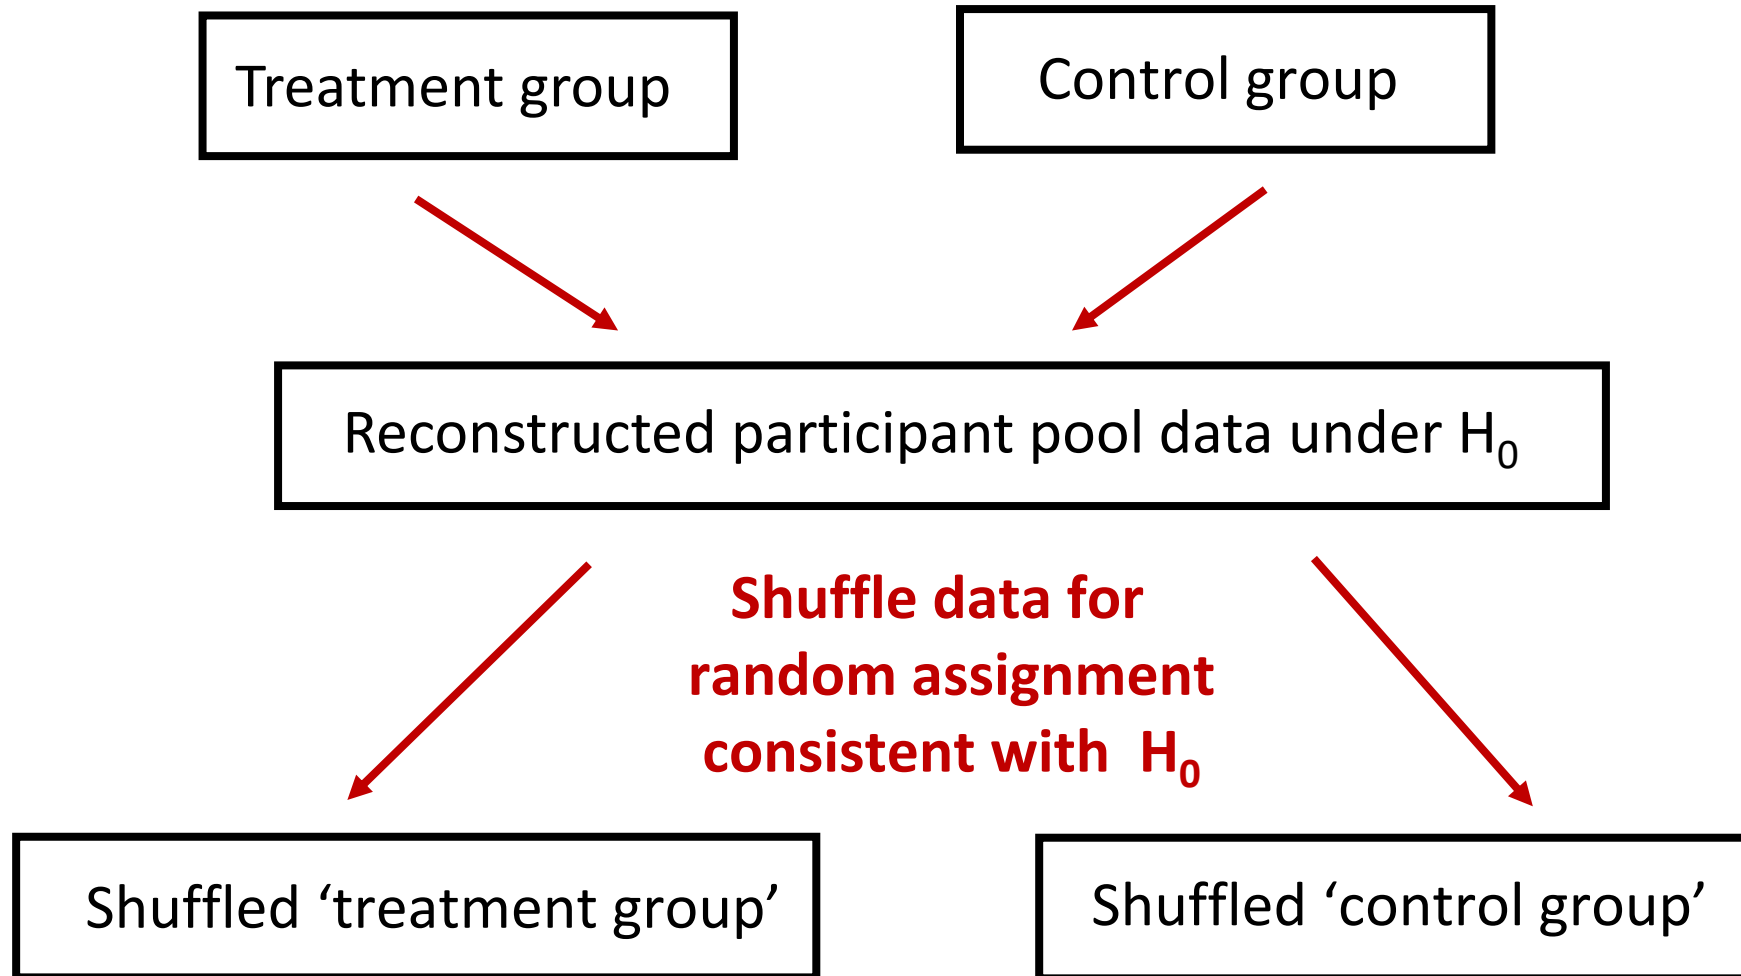 Treatment group
Control group
Reconstructed participant pool data under H₀
Shuffle data for
random assignment
consistent with  H₀
Shuffled ‘treatment group’
Shuffled ‘control group’